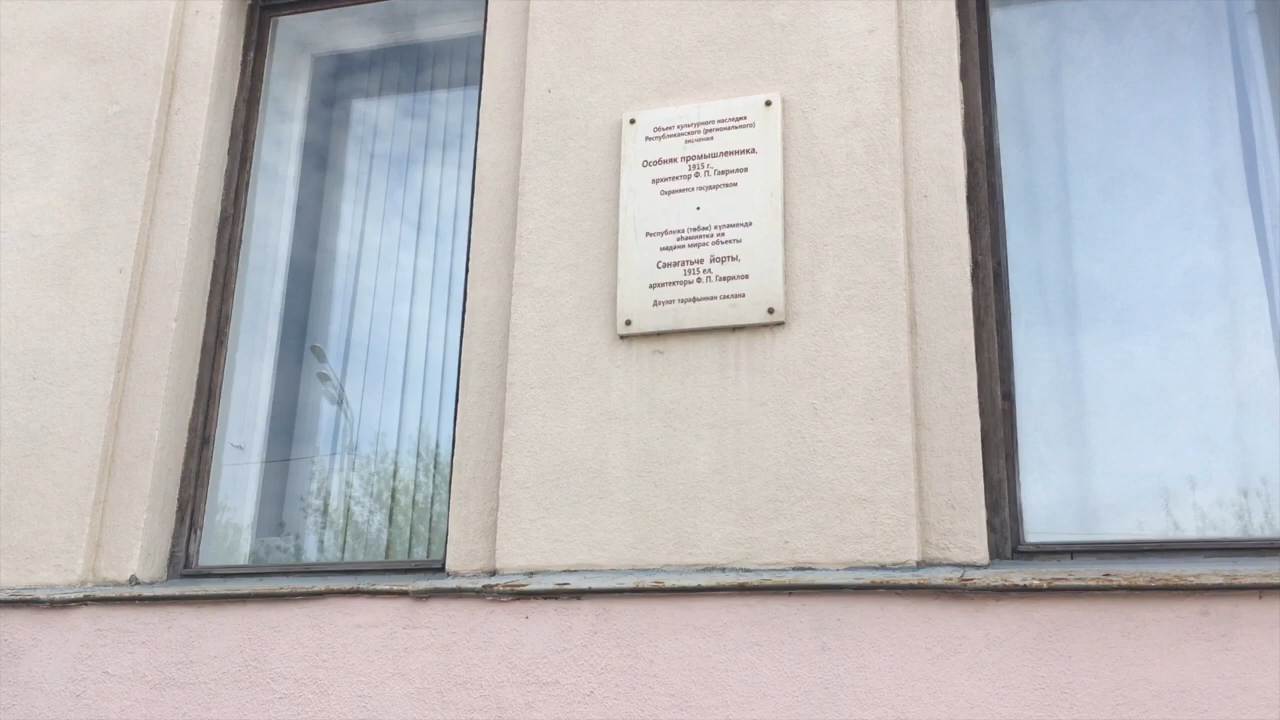 Объект культурного наследия
Республиканского (регионального)
значения
Особняк промышленника,
1915 г.,
архитектор Ф. П. Гаврилов
Охраняется государством
Республика (төбәк) күләмендә
әһәмияткә ия
мәдәни мирас объекты
Сәнәгатьче йорты,
1915 ел,
архитекторы Ф. П. Гаврилов
Дәүләт тарафыннан саклана